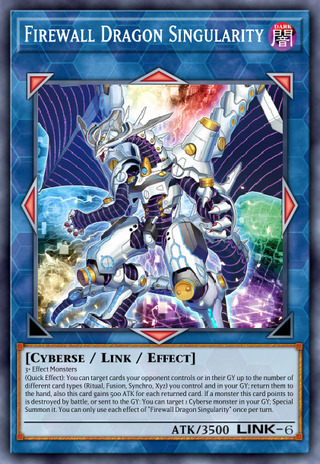 FIREWALL DRAGON SINGULARITY
DARK
闇
[CYBERSE / LINK / EFFECT]
3+ Effect Monsters
(Quick Effect): You can target cards your opponent controls or in their GY up to the number of
different card types (Ritual, Fusion, Synchro, Xyz) you control and in your GY; return them to
the hand, also this card gains 500 ATK for each returned card. If a monster this card points to
is destroyed by battle, or sent to the GY: You can target 1 Cyberse monster in your GY; Special
Summon it. You can only use each effect of "Firewall Dragon Singularity" once per turn.
ATK/3500 LINK-6